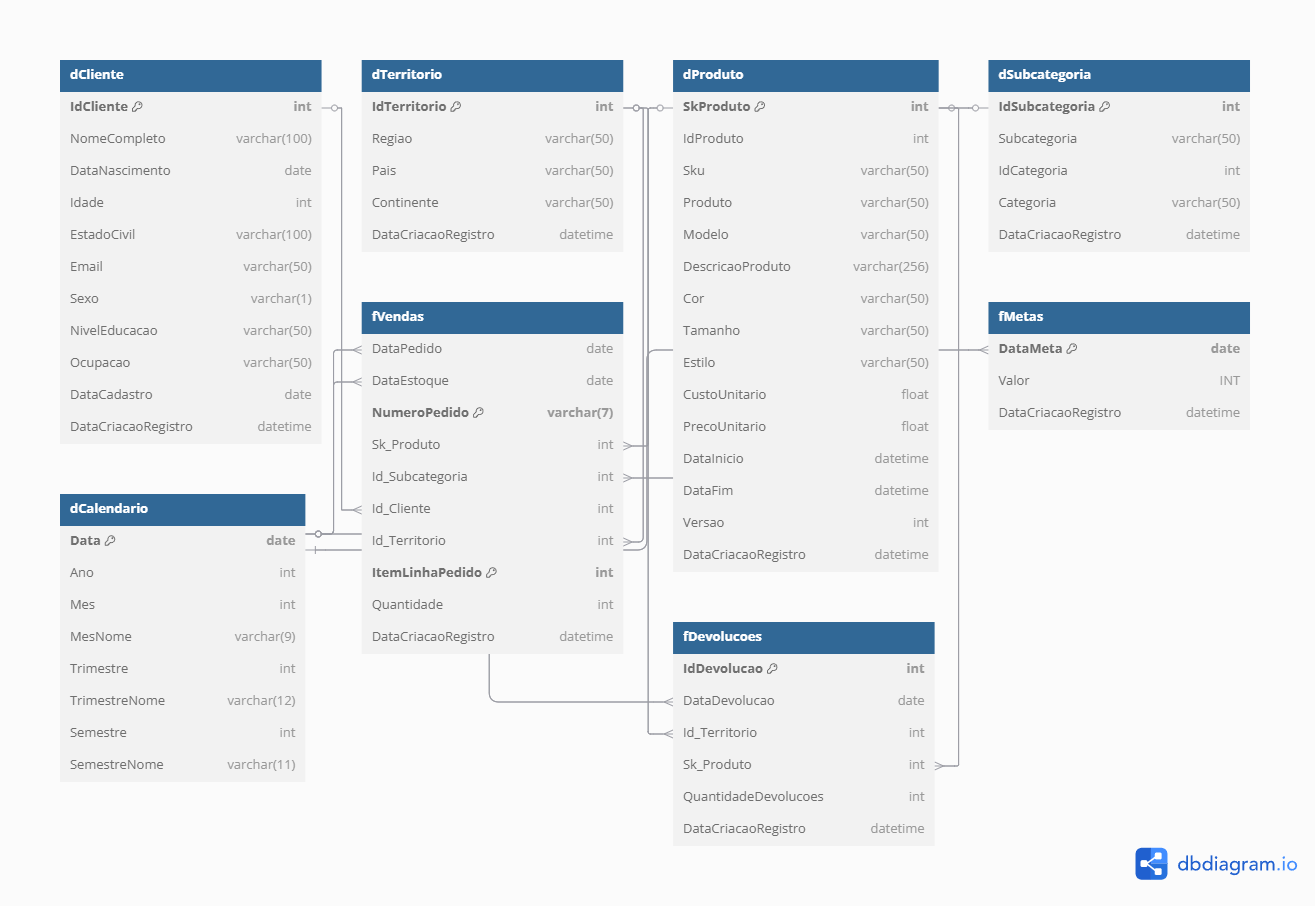 dCliente
IdCliente int
NomeCompleto varchar(100)
DataNascimento date
Idade int
EstadoCivil varchar(100)
Email varchar(50)
Sexo varchar(1)
NivelEducacao varchar(50)
Ocupacao varchar(50)
DataCadastro date
DataCriacaoRegistro datetime
dTerritorio
IdTerritorio int
Regiao varchar(50)
Pais varchar(50)
Continente varchar(50)
DataCriacaoRegistro datetime
dProduto
SkProduto int
IdProduto int
Sku varchar(50)
Produto varchar(50)
Modelo varchar(50)
DescricaoProduto varchar(256)
Cor varchar(50)
Tamanho varchar(50)
Estilo varchar(50)
CustoUnitario float
PrecoUnitario float
DataInicio datetime
DataFim datetime
Versao int
DataCriacaoRegistro datetime
dSubcategoria
IdSubcategoria int
Subcategoria varchar(50)
IdCategoria int
Categoria varchar(50)
DataCriacaoRegistro datetime
fVendas
DataPedido date
DataEstoque date
NumeroPedido varchar(7)
Sk_Produto int
Id_Subcategoria int
Id_Cliente int
Id_Territorio int
ItemLinhaPedido int
Quantidade int
DataCriacaoRegistro datetime
fMetas
DataMeta date
Valor INT
DataCriacaoRegistro datetime
dCalendario
Data date
Ano int
Mes int
MesNome varchar(9)
Trimestre int
TrimestreNome varchar(12)
Semestre int
SemestreNome varchar(11)
fDevolucoes
IdDevolucao int
DataDevolucao date
Id_Territorio int
Sk_Produto int
QuantidadeDevolucoes int
DataCriacaoRegistro datetime
dbdiagram.io